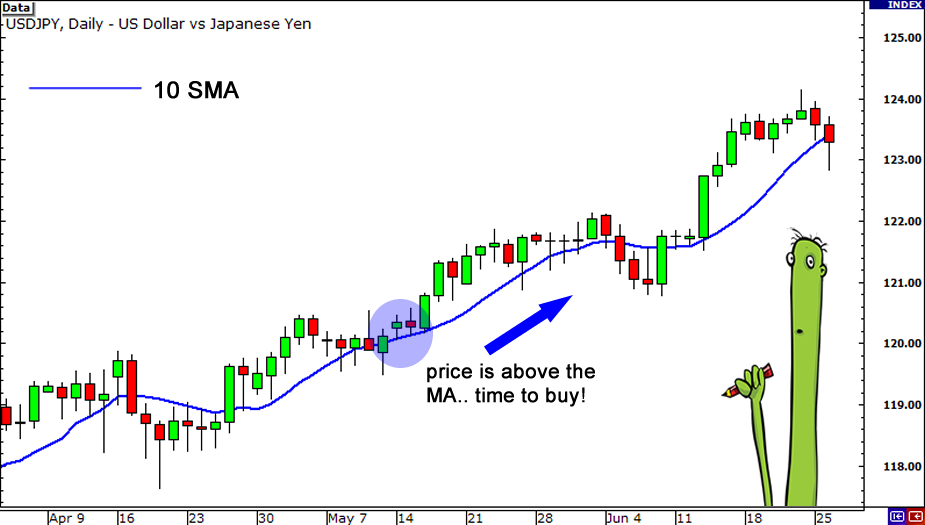 Data
INDEX
USDJPY, Daily - US Dollar vs Japanese Yen
125.00
10 SMA
124.00
123.00
122.00
121.00
120.00
price is above the
MA.. time to buy!
119.00
118.00
Apr 9 16 23 30 May 7 14 21 28 Jun 4 11 18 25